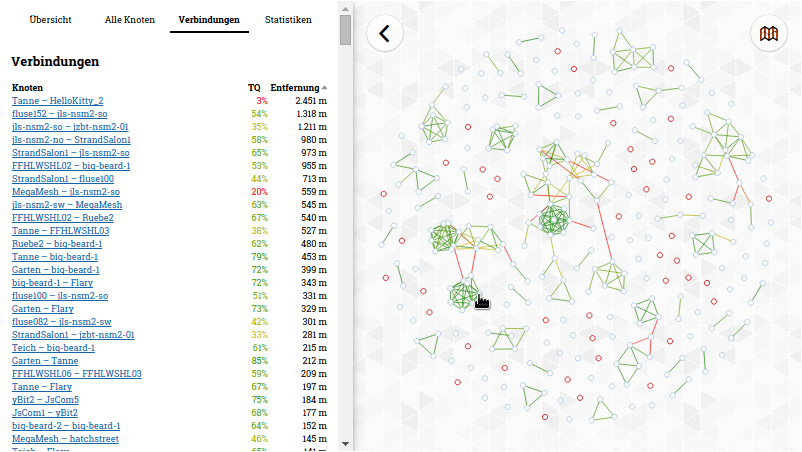 Übersicht Alle Knoten Verbindungen Statistiken
Verbindungen
Knoten TQ Entfernung
Tanne – HelloKitty_2 3% 2.451 m
fluse152 – jls-nsm2-so 54% 1.318 m
jls-nsm2-so – jzbt-nsm2-01 35% 1.211 m
jls-nsm2-no – StrandSalon1 58% 980 m
StrandSalon1 – jls-nsm2-so 65% 973 m
FFHLWSHL02 – big-beard-1 53% 955 m
StrandSalon1 – fluse100 44% 713 m
MegaMesh – jls-nsm2-so 20% 559 m
jls-nsm2-sw – MegaMesh 63% 545 m
FFHLWSHL02 – Ruebe2 67% 540 m
Tanne – FFHLWSHL03 38% 527 m
Ruebe2 – big-beard-1 62% 480 m
Tanne – big-beard-1 79% 453 m
Garten – big-beard-1 72% 399 m
big-beard-1 – Flary 72% 343 m
fluse100 – jls-nsm2-so 51% 331 m
Garten – Flary 73% 329 m
fluse082 – jls-nsm2-sw 42% 301 m
StrandSalon1 – jzbt-nsm2-01 33% 281 m
Teich – big-beard-1 61% 215 m
Garten – Tanne 85% 212 m
FFHLWSHL06 – FFHLWSHL03 59% 209 m
Tanne – Flary 67% 197 m
yBit2 – JsCom5 75% 184 m
JsCom1 – yBit2 68% 177 m
big-beard-2 – big-beard-1 64% 152 m
MegaMesh – hatchstreet 46% 145 m